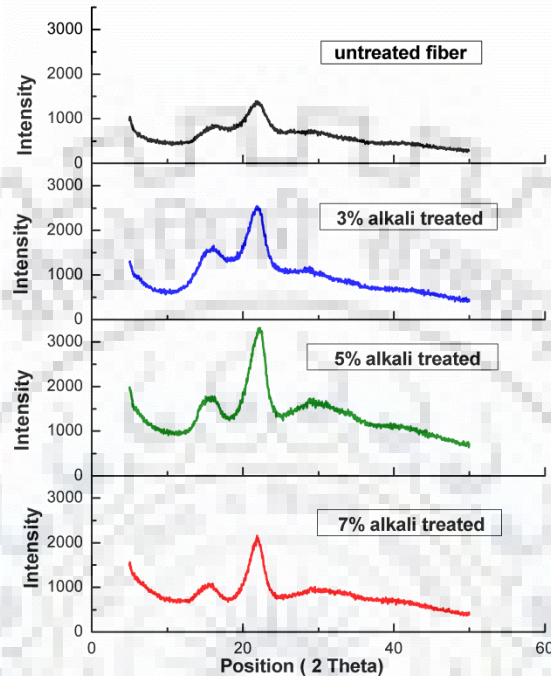 3000
untreated fiber
2000
1000
0
Intensity
3000
3% alkali treated
2000
1000
0
Intensity
3000
5% alkali treated
2000
1000
0
Intensity
3000
7% alkali treated
2000
1000
0
Intensity
0 20 40 60
Position ( 2 Theta)